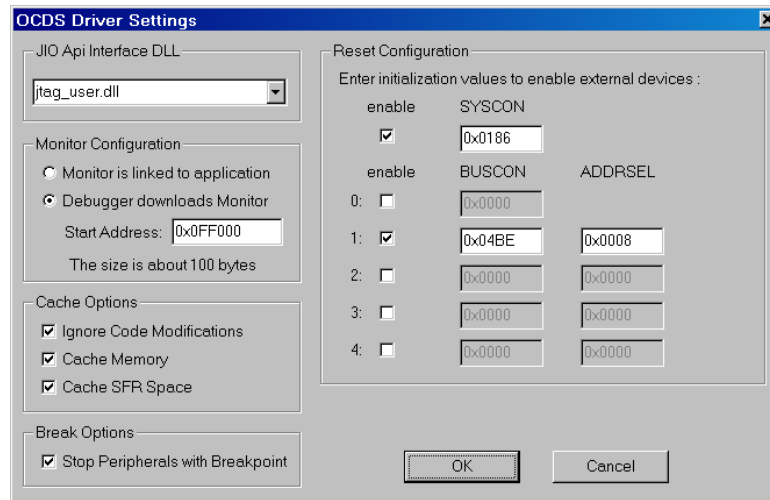 OCDS Driver Settings
JIO Api Interface DLL
jtag_user.dll
Monitor Configuration
Monitor is linked to application
Debugger downloads Monitor
Start Address: 0x0FF000
The size is about 100 bytes
Cache Options
Ignore Code Modifications
Cache Memory
Cache SFR Space
Break Options
Stop Peripherals with Breakpoint
Reset Configuration
Enter initialization values to enable external devices :
enable SYSCON
0x0186
enable BUSCON ADDRSEL
0: 0x0000
1: 0x04BE 0x0008
2: 0x0000 0x0000
3: 0x0000 0x0000
4: 0x0000 0x0000
OK Cancel